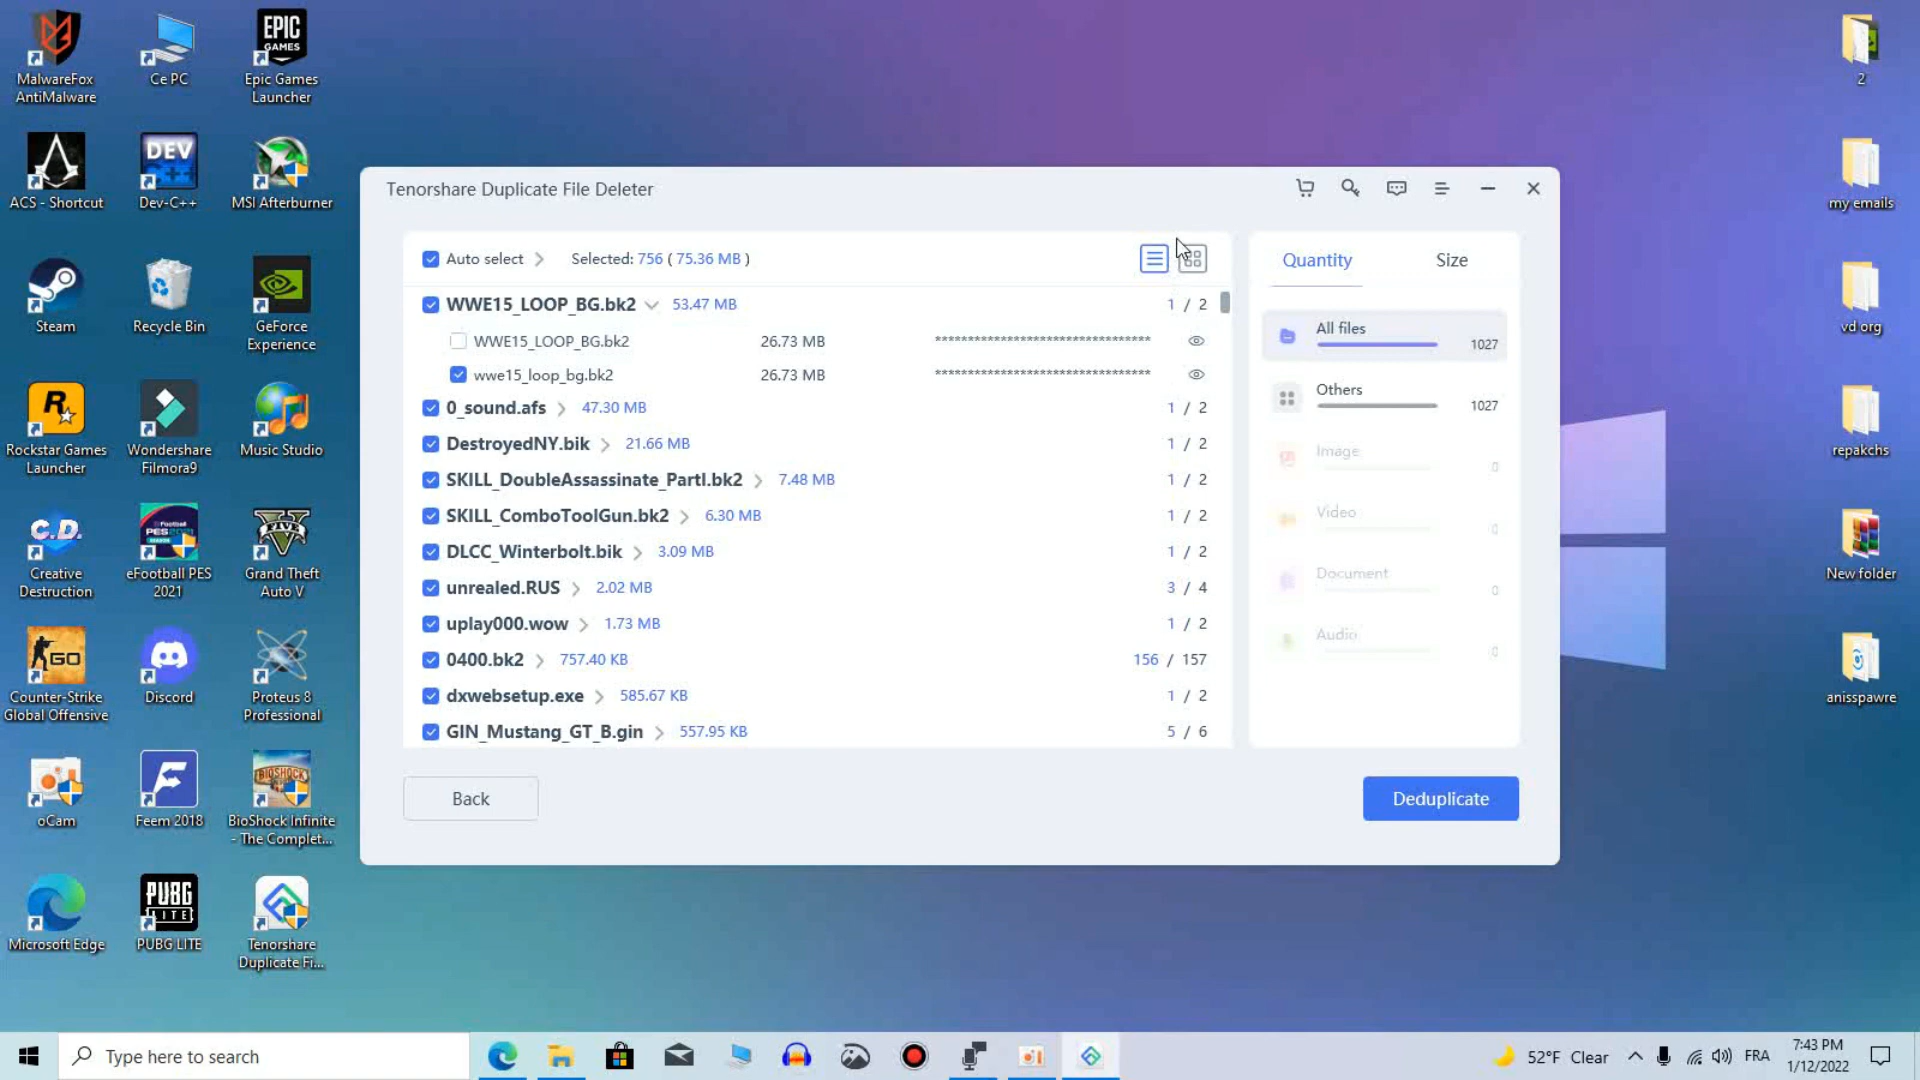 MalwareFox
AntiMalware
Ce PC
EPIC
GAMES
Epic Games
Launcher
ACS - Shortcut
DEV
C++
Dev-C++
MSI Afterburner
Steam
Recycle Bin
GeForce
Experience
R
Rockstar Games
Launcher
Wondershare
Filmora9
Music Studio
C.D.
Creative
Destruction
eFootball
PES2021
eFootball PES
2021
FIVE
Grand Theft
Auto V
GO
Counter-Strike
Global Offensive
Discord
Proteus 8
Professional
oCam
Feem 2018
BIOSHOCK
BioShock Infinite
- The Complet...
Microsoft Edge
PUBG
LITE
PUBG LITE
Tenorshare
Duplicate Fi...
Tenorshare Duplicate File Deleter
Auto select Selected: 756 ( 75.36 MB )
WWE15_LOOP_BG.bk2 53.47 MB 1 / 2
WWE15_LOOP_BG.bk2 26.73 MB *********************************
wwe15_loop_bg.bk2 26.73 MB *********************************
0_sound.afs 47.30 MB 1 / 2
DestroyedNY.bik 21.66 MB 1 / 2
SKILL_DoubleAssassinate_PartI.bk2 7.48 MB 1 / 2
SKILL_ComboToolGun.bk2 6.30 MB 1 / 2
DLCC_Winterbolt.bik 3.09 MB 1 / 2
unrealed.RUS 2.02 MB 3 / 4
uplay000.wow 1.73 MB 1 / 2
0400.bk2 757.40 KB 156 / 157
dxwebsetup.exe 585.67 KB 1 / 2
GIN_Mustang_GT_B.gin 557.95 KB 5 / 6
Quantity Size
All files 1027
Others 1027
Image 0
Video 0
Document 0
Audio 0
Back Deduplicate
2
my emails
vd org
repakchs
New folder
anisspawre
Type here to search
52°F Clear
FRA
7:43 PM
1/12/2022